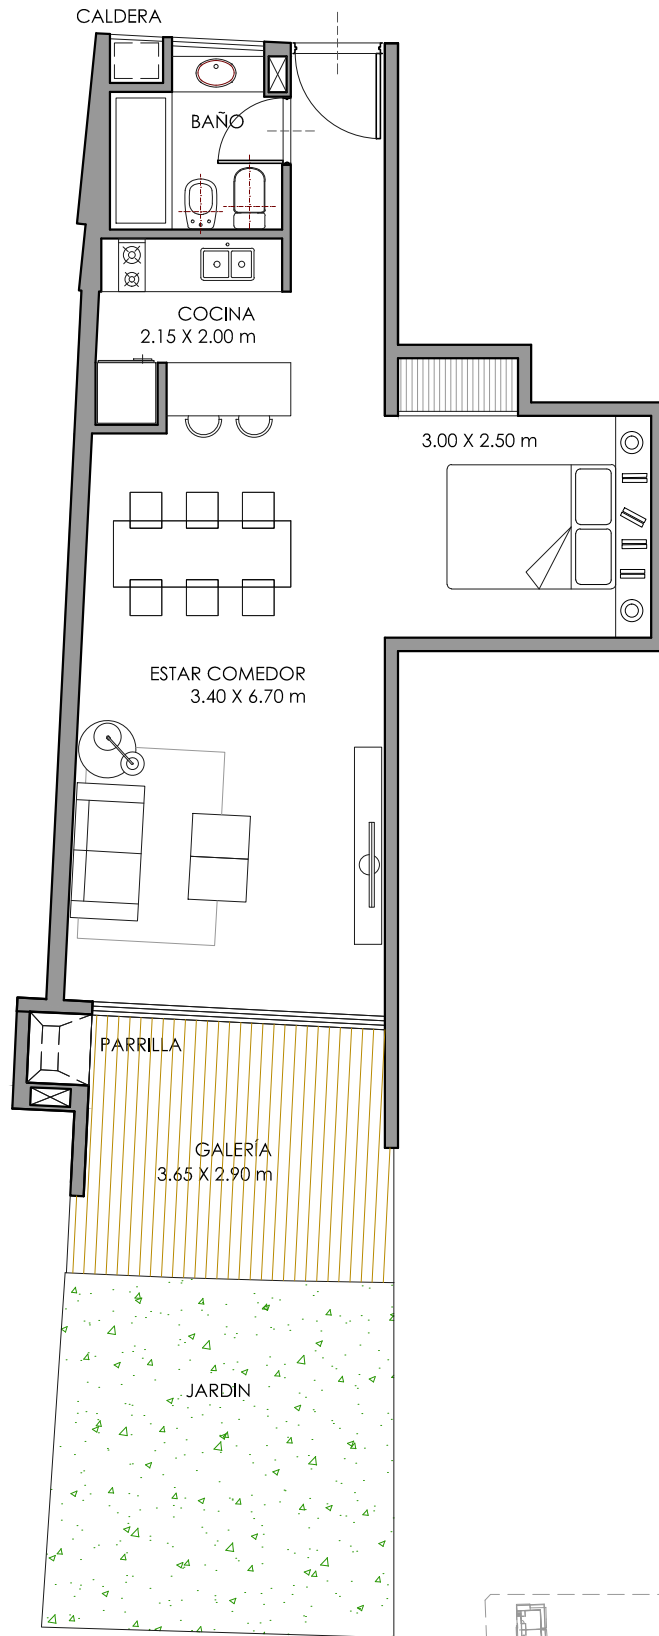 CALDERA
BAÑO
COCINA
2.15 X 2.00 m
3.00 X 2.50 m
ESTAR COMEDOR
3.40 X 6.70 m
PARRILLA
GALERÍA
3.65 X 2.90 m
JARDIN